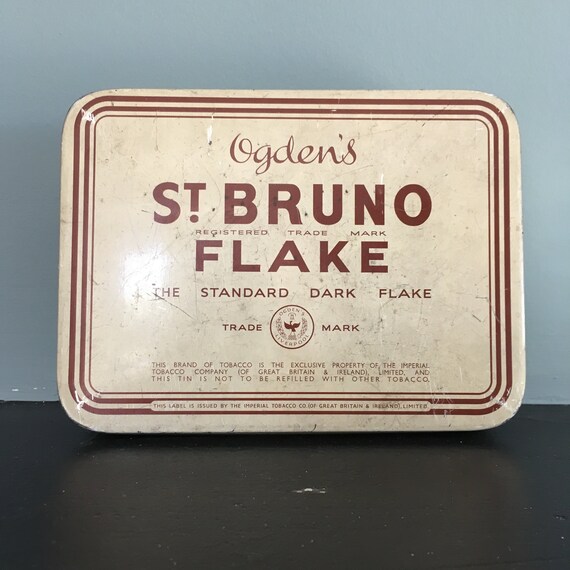 Ogden's
ST. BRUNO
REGISTERED TRADE MARK
FLAKE
THE STANDARD DARK FLAKE
TRADE MARK
OGDEN'S
LIVERPOOL
THIS BRAND OF TOBACCO IS THE EXCLUSIVE PROPERTY OF THE IMPERIAL
TOBACCO COMPANY (OF GREAT BRITAIN & IRELAND), LIMITED, AND
THIS TIN IS NOT TO BE REFILLED WITH OTHER TOBACCO.
THIS LABEL IS ISSUED BY THE IMPERIAL TOBACCO CO. (OF GREAT BRITAIN & IRELAND), LIMITED.